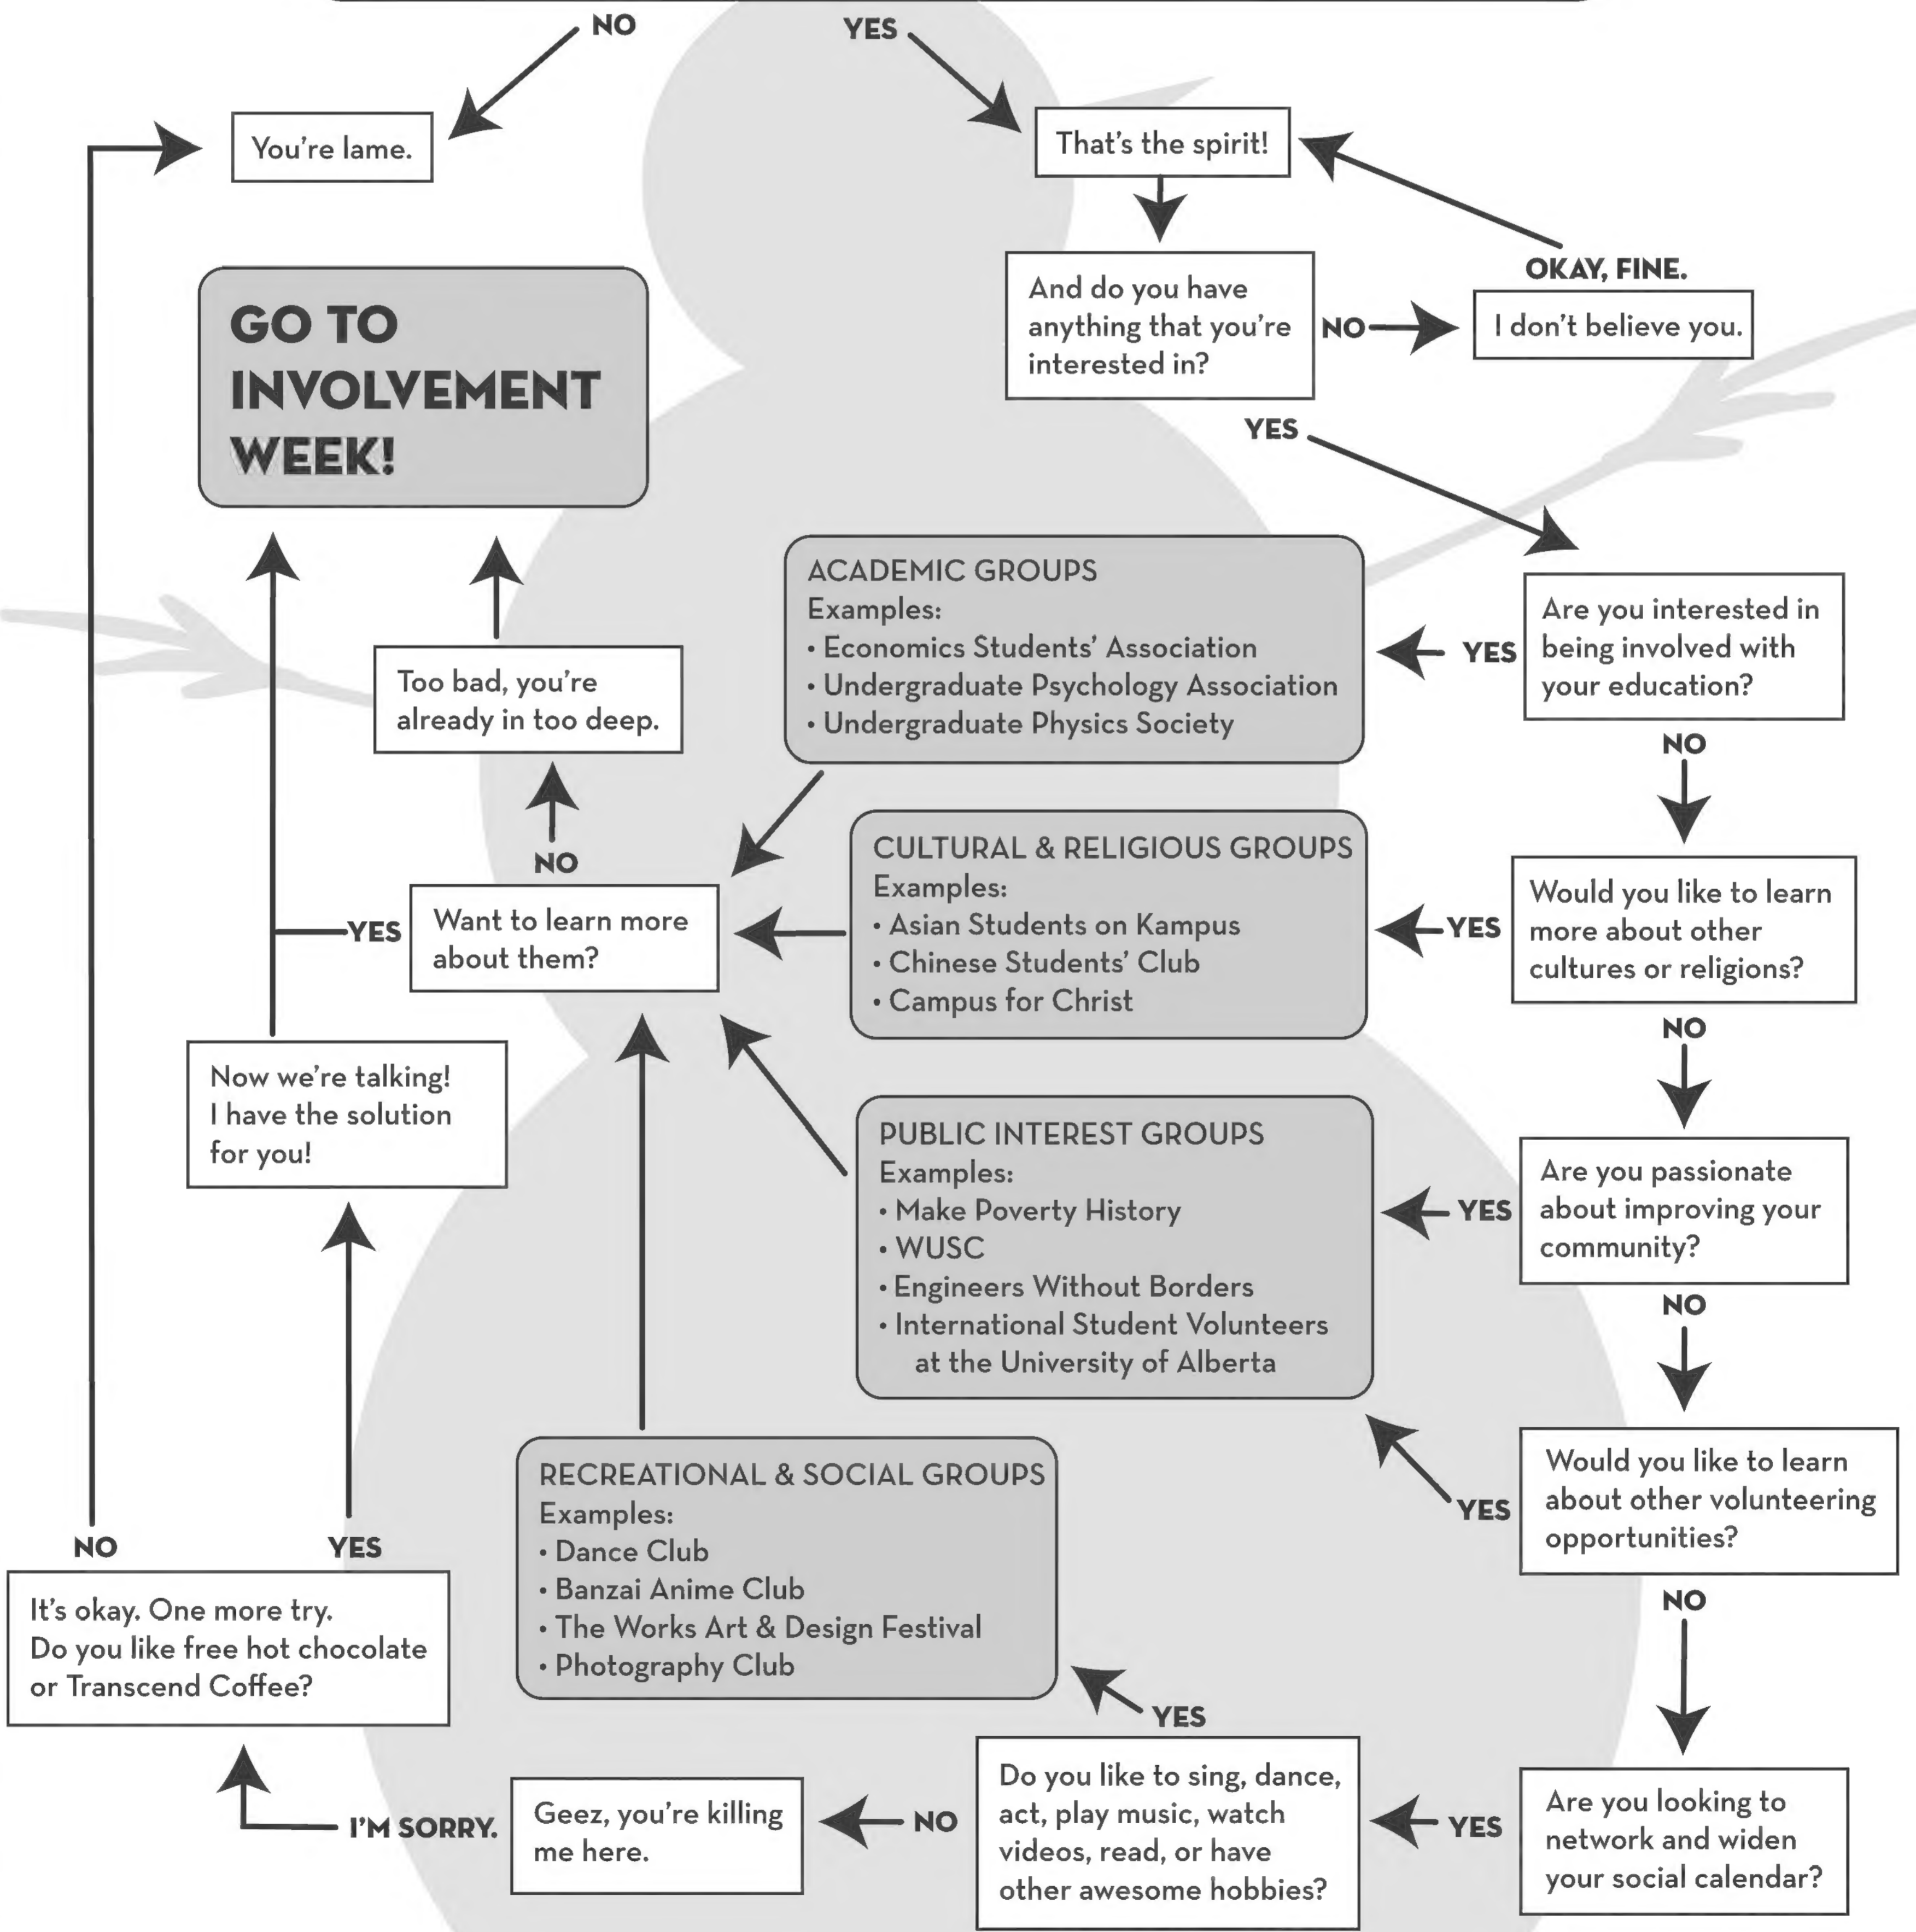 NO
YES
You're lame.
That's the spirit!
OKAY, FINE.
And do you have
anything that you're
interested in?
NO
I don't believe you.
YES
GO TO
INVOLVEMENT
WEEK!
ACADEMIC GROUPS
Examples:
• Economics Students' Association
• Undergraduate Psychology Association
• Undergraduate Physics Society
YES
Are you interested in
being involved with
your education?
NO
Too bad, you're
already in too deep.
NO
CULTURAL & RELIGIOUS GROUPS
Examples:
• Asian Students on Kampus
• Chinese Students' Club
• Campus for Christ
YES
Would you like to learn
more about other
cultures or religions?
NO
YES
Want to learn more
about them?
Now we're talking!
I have the solution
for you!
PUBLIC INTEREST GROUPS
Examples:
• Make Poverty History
• WUSC
• Engineers Without Borders
• International Student Volunteers
at the University of Alberta
YES
Are you passionate
about improving your
community?
NO
YES
Would you like to learn
about other volunteering
opportunities?
NO
RECREATIONAL & SOCIAL GROUPS
Examples:
• Dance Club
• Banzai Anime Club
• The Works Art & Design Festival
• Photography Club
NO
YES
It's okay. One more try.
Do you like free hot chocolate
or Transcend Coffee?
I'M SORRY.
Geez, you're killing
me here.
NO
YES
Do you like to sing, dance,
act, play music, watch
videos, read, or have
other awesome hobbies?
YES
Are you looking to
network and widen
your social calendar?